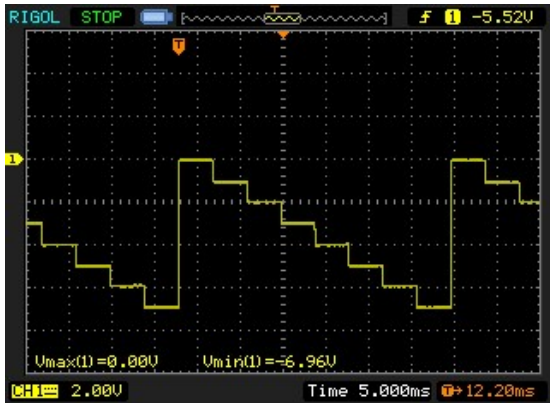 RIGOL STOP T f 1 -5.52V
T
1
Vmax(1)=0.00V Vmin(1)=-6.96V
CH1 2.00V Time 5.000ms T→12.20ms